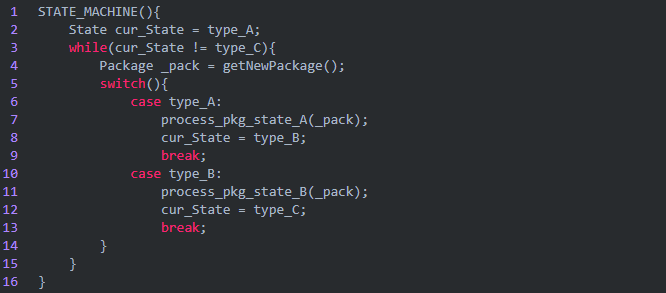 1 STATE_MACHINE(){
2     State cur_State = type_A;
3     while(cur_State != type_C){
4         Package _pack = getNewPackage();
5         switch(){
6             case type_A:
7                 process_pkg_state_A(_pack);
8                 cur_State = type_B;
9                 break;
10             case type_B:
11                 process_pkg_state_B(_pack);
12                 cur_State = type_C;
13                 break;
14         }
15     }
16 }